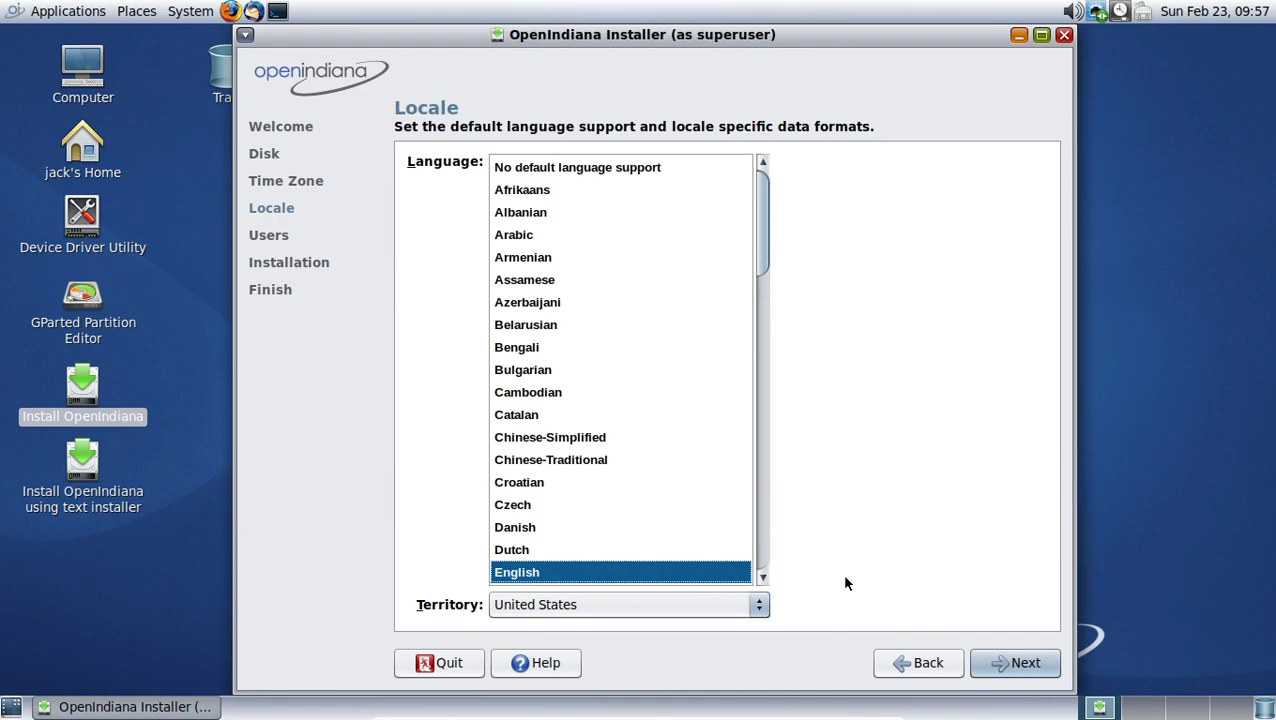 Applications Places System
Sun Feb 23, 09:57
OpenIndiana Installer (as superuser)
Computer
Tra
jack's Home
Device Driver Utility
GParted Partition
Editor
Install OpenIndiana
Install OpenIndiana
using text installer
openindiana
Welcome
Disk
Time Zone
Locale
Users
Installation
Finish
Locale
Set the default language support and locale specific data formats.
Language:
No default language support
Afrikaans
Albanian
Arabic
Armenian
Assamese
Azerbaijani
Belarusian
Bengali
Bulgarian
Cambodian
Catalan
Chinese-Simplified
Chinese-Traditional
Croatian
Czech
Danish
Dutch
English
Territory: United States
Quit Help Back Next
OpenIndiana Installer (...